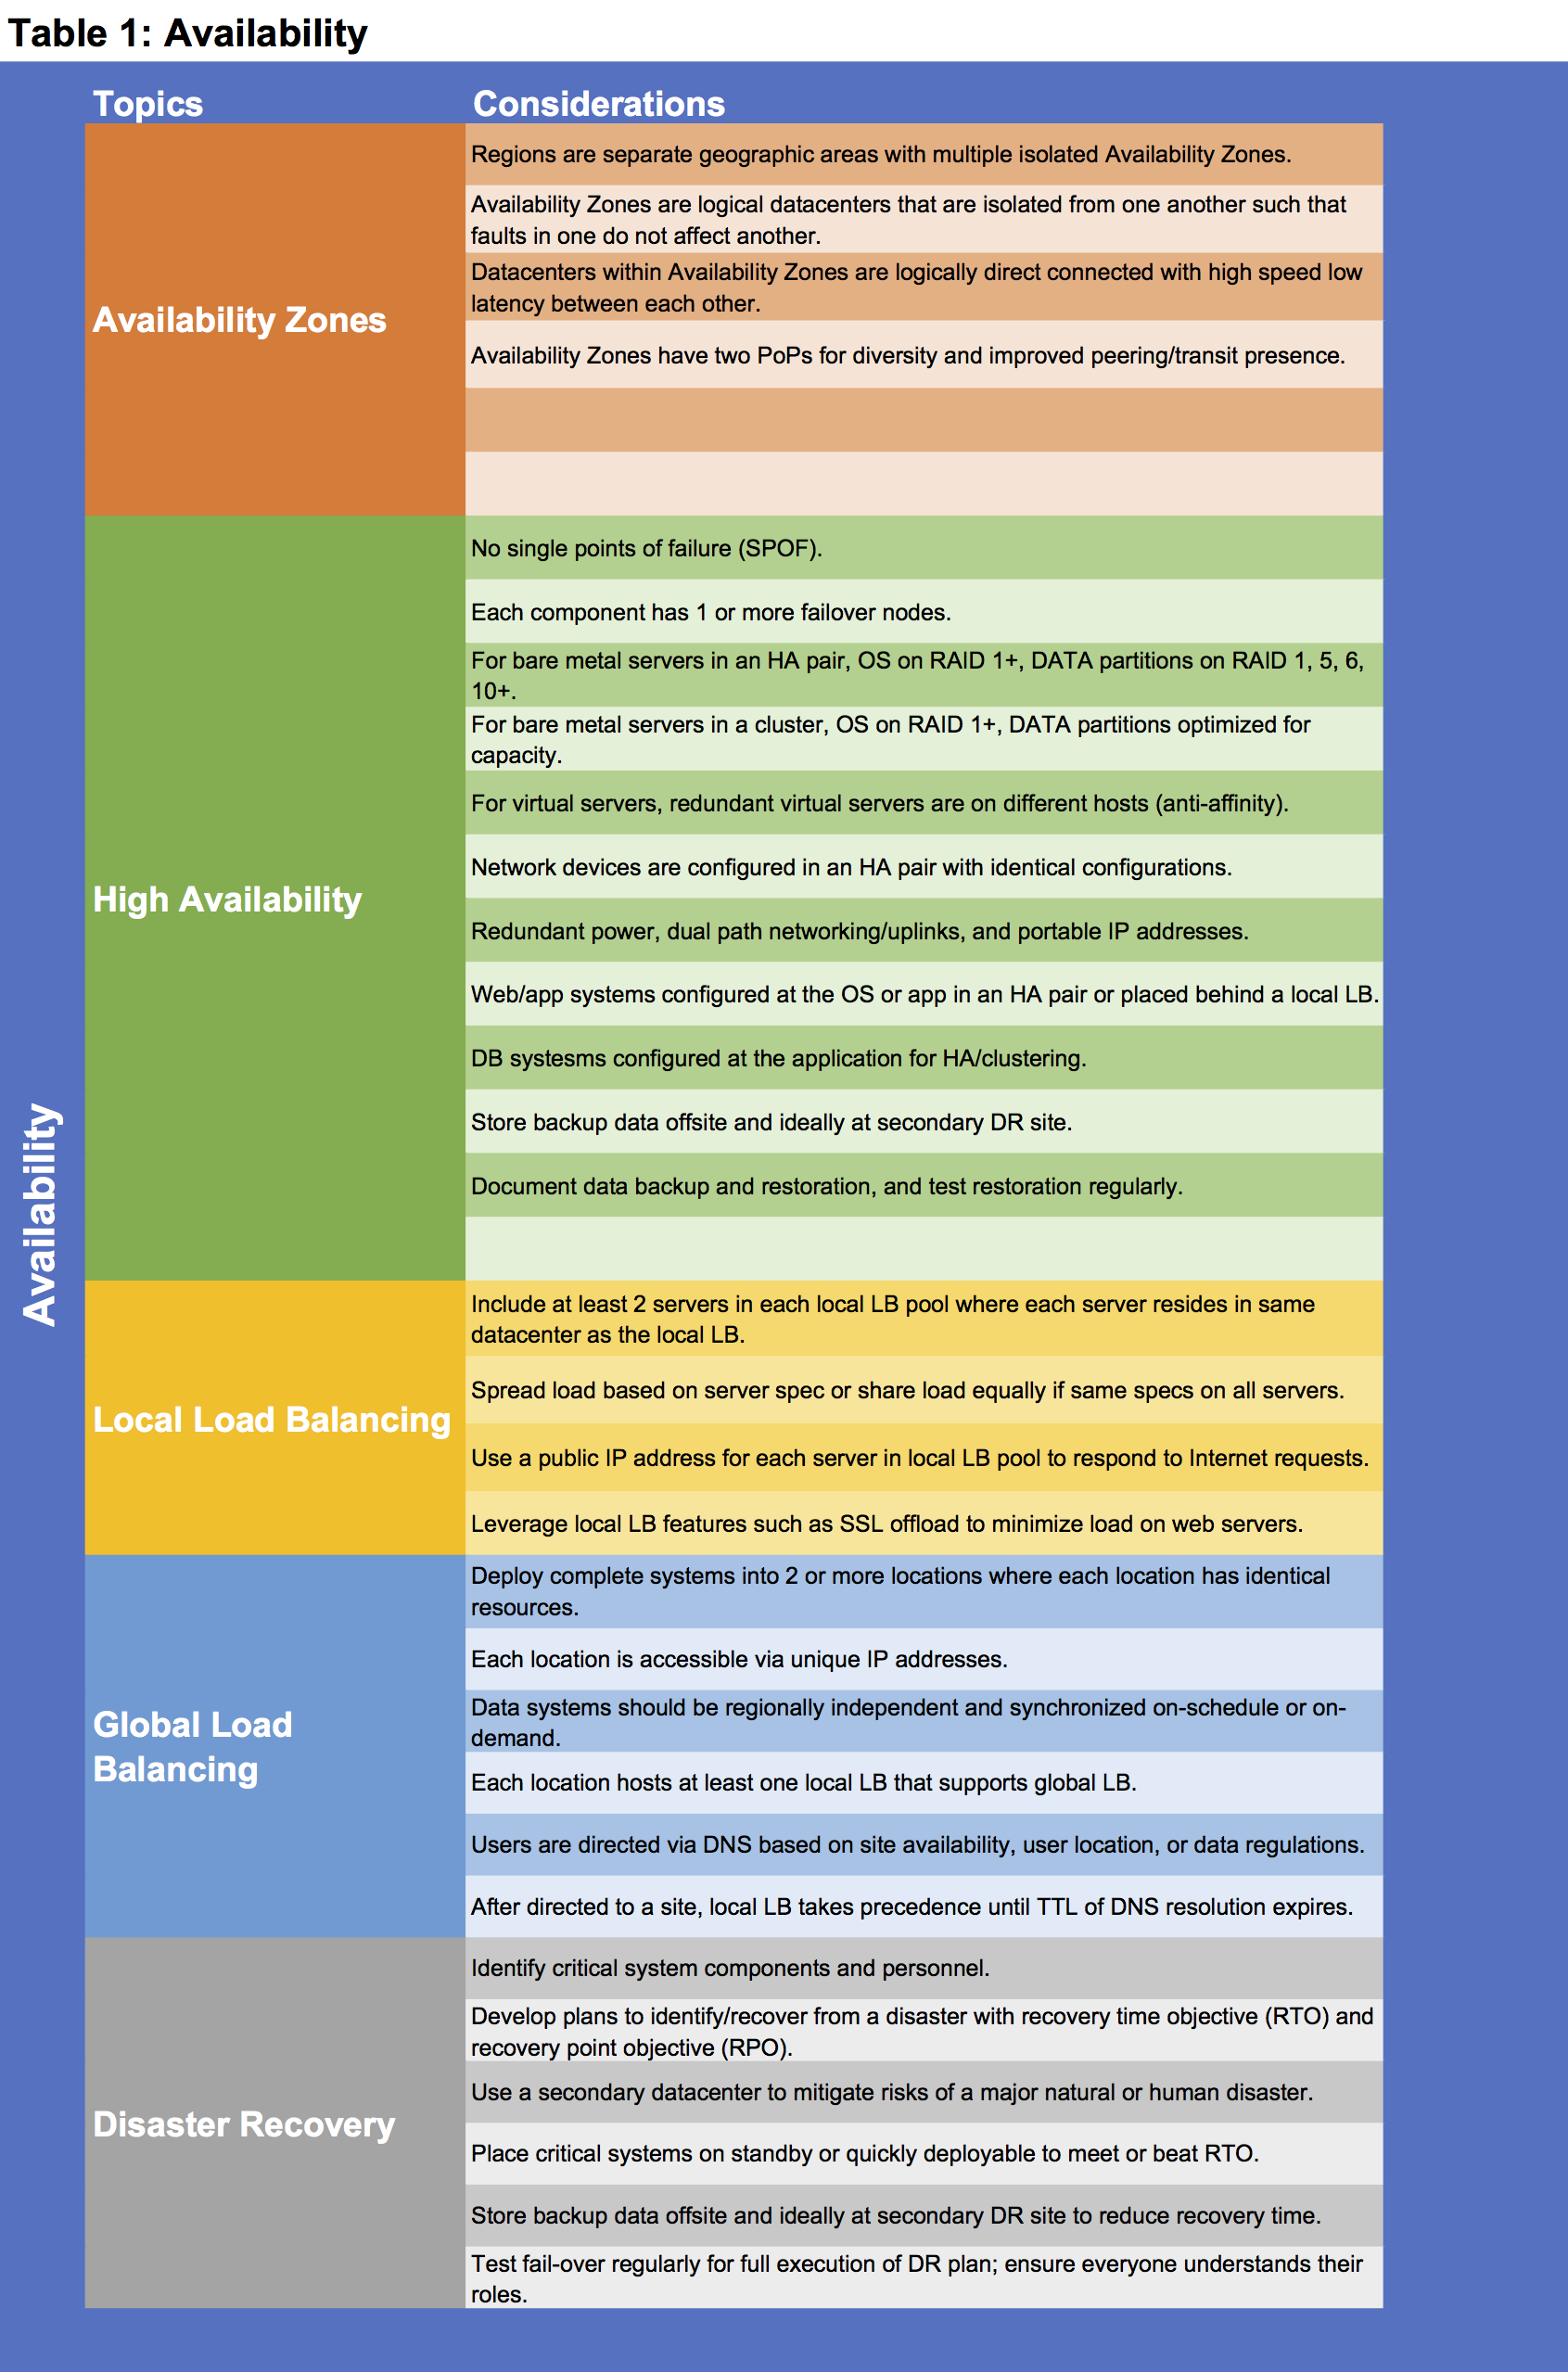 Table 1: Availability
Topics
Considerations
Availability
Availability Zones
Regions are separate geographic areas with multiple isolated Availability Zones.
Availability Zones are logical datacenters that are isolated from one another such that
faults in one do not affect another.
Datacenters within Availability Zones are logically direct connected with high speed low
latency between each other.
Availability Zones have two PoPs for diversity and improved peering/transit presence.
High Availability
No single points of failure (SPOF).
Each component has 1 or more failover nodes.
For bare metal servers in an HA pair, OS on RAID 1+, DATA partitions on RAID 1, 5, 6,
10+.
For bare metal servers in a cluster, OS on RAID 1+, DATA partitions optimized for
capacity.
For virtual servers, redundant virtual servers are on different hosts (anti-affinity).
Network devices are configured in an HA pair with identical configurations.
Redundant power, dual path networking/uplinks, and portable IP addresses.
Web/app systems configured at the OS or app in an HA pair or placed behind a local LB.
DB systesms configured at the application for HA/clustering.
Store backup data offsite and ideally at secondary DR site.
Document data backup and restoration, and test restoration regularly.
Local Load Balancing
Include at least 2 servers in each local LB pool where each server resides in same
datacenter as the local LB.
Spread load based on server spec or share load equally if same specs on all servers.
Use a public IP address for each server in local LB pool to respond to Internet requests.
Leverage local LB features such as SSL offload to minimize load on web servers.
Global Load
Balancing
Deploy complete systems into 2 or more locations where each location has identical
resources.
Each location is accessible via unique IP addresses.
Data systems should be regionally independent and synchronized on-schedule or on-
demand.
Each location hosts at least one local LB that supports global LB.
Users are directed via DNS based on site availability, user location, or data regulations.
After directed to a site, local LB takes precedence until TTL of DNS resolution expires.
Disaster Recovery
Identify critical system components and personnel.
Develop plans to identify/recover from a disaster with recovery time objective (RTO) and
recovery point objective (RPO).
Use a secondary datacenter to mitigate risks of a major natural or human disaster.
Place critical systems on standby or quickly deployable to meet or beat RTO.
Store backup data offsite and ideally at secondary DR site to reduce recovery time.
Test fail-over regularly for full execution of DR plan; ensure everyone understands their
roles.